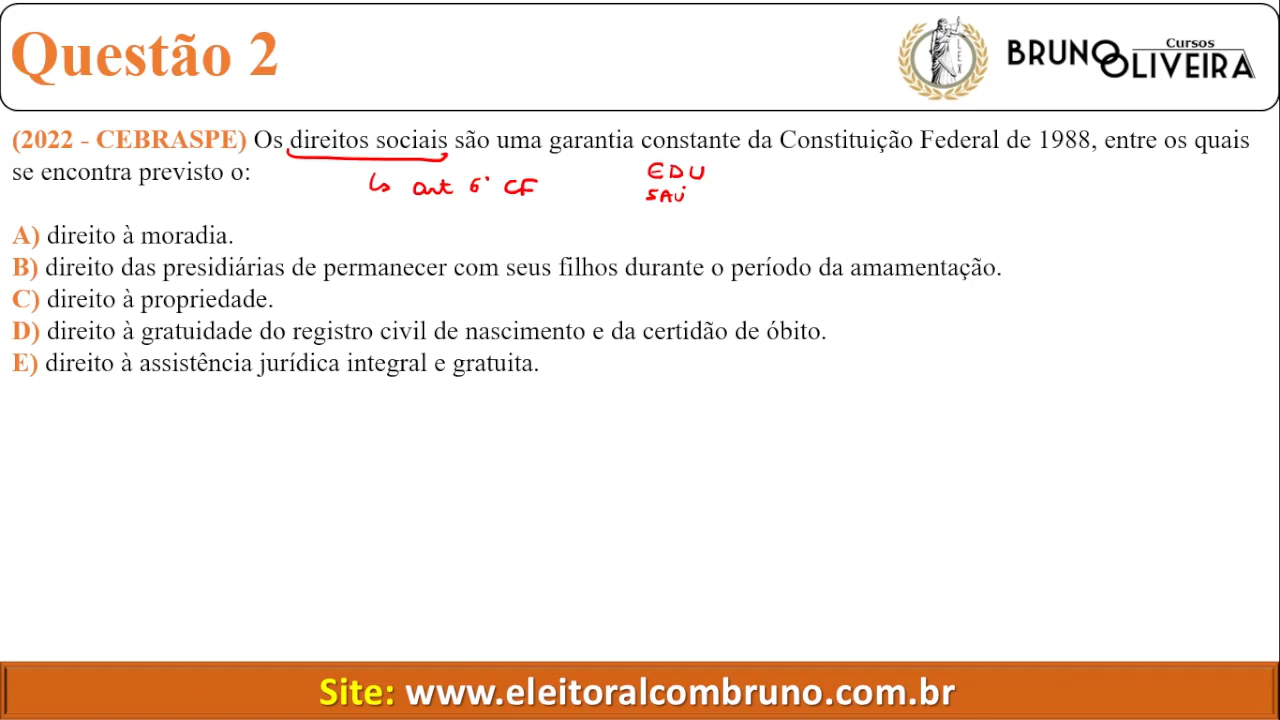 Questão 2
Cursos
BRUNO
OLIVEIRA
LEX
(2022 - CEBRASPE) Os direitos sociais são uma garantia constante da Constituição Federal de 1988, entre os quais
se encontra previsto o:
EDU
art 6° CF
SAÚ
A) direito à moradia.
B) direito das presidiárias de permanecer com seus filhos durante o período da amamentação.
C) direito à propriedade.
D) direito à gratuidade do registro civil de nascimento e da certidão de óbito.
E) direito à assistência jurídica integral e gratuita.
Site: www.eleitoralcombruno.com.br